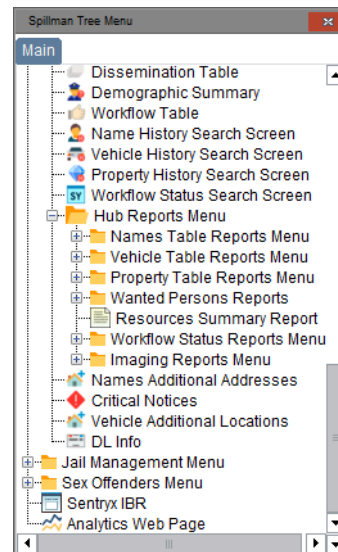 Spillman Tree Menu
Main
Dissemination Table
Demographic Summary
Workflow Table
Name History Search Screen
Vehicle History Search Screen
Property History Search Screen
SY Workflow Status Search Screen
Hub Reports Menu
Names Table Reports Menu
Vehicle Table Reports Menu
Property Table Reports Menu
Wanted Persons Reports
Resources Summary Report
Workflow Status Reports Menu
Imaging Reports Menu
Names Additional Addresses
Critical Notices
Vehicle Additional Locations
DL Info
Jail Management Menu
Sex Offenders Menu
Sentryx IBR
Analytics Web Page